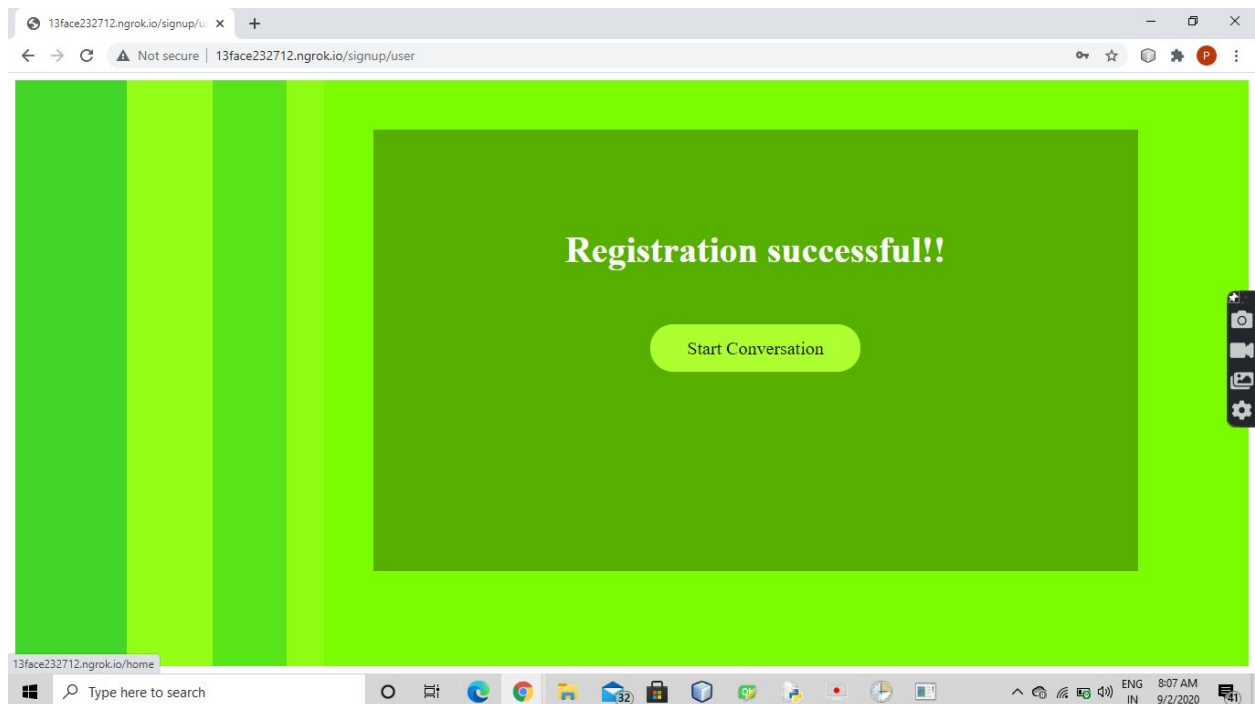 13face232712.ngrok.io/signup/u
Not secure | 13face232712.ngrok.io/signup/user
P
Registration successful!!
Start Conversation
13face232712.ngrok.io/home
Type here to search
32
ENG
IN
8:07 AM
9/2/2020
41